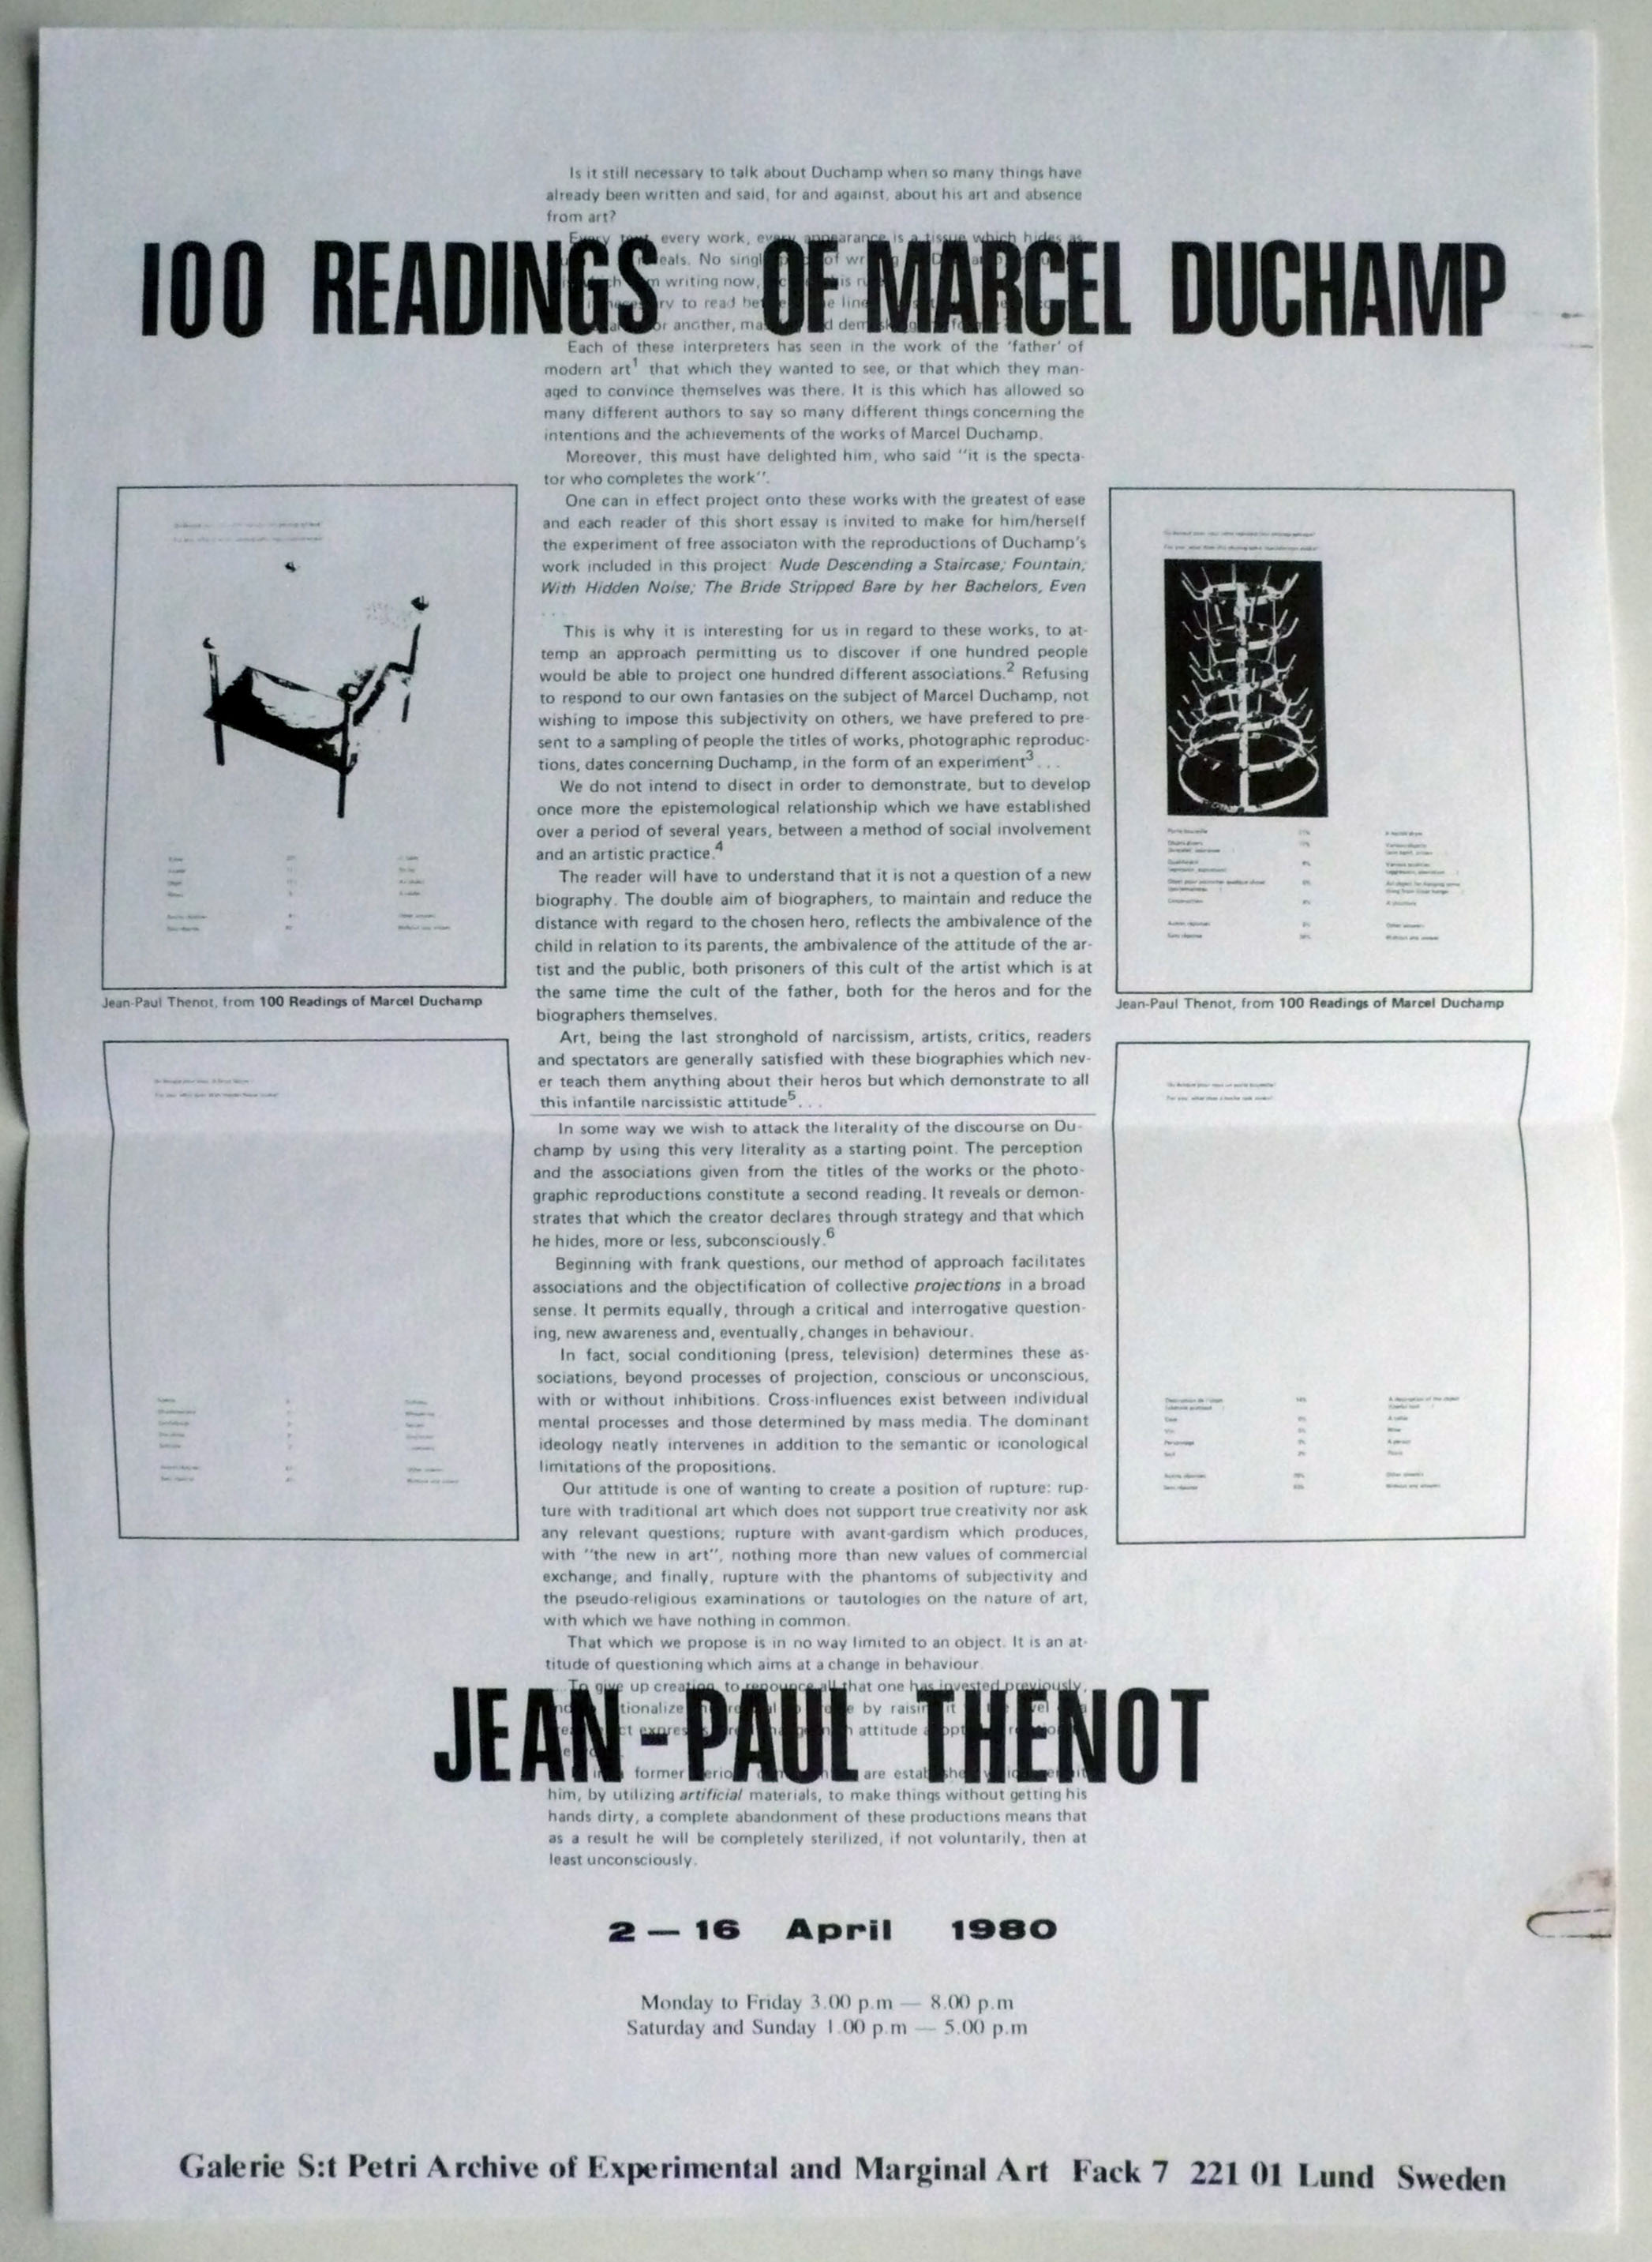 Is it still necessary to talk about Duchamp when so many things have
already been written and said, for and against, about his art and absence
from art?
every work, every appearance is a tissue which hides as
100 READINGS OF MARCEL DUCHAMP
No
writing now,
to read
or another,
Each of these interpreters has seen in the work of the 'father' of
modern art¹ that which they wanted to see, or that which they man-
aged to convince themselves was there. It is this which has allowed so
many different authors to say so many different things concerning the
intentions and the achievements of the works of Marcel Duchamp.
Moreover, this must have delighted him, who said "it is the specta-
tor who completes the work".
One can in effect project onto these works with the greatest of ease
and each reader of this short essay is invited to make for him/herself
the experiment of free associaton with the reproductions of Duchamp's
work included in this project: Nude Descending a Staircase; Fountain;
With Hidden Noise; The Bride Stripped Bare by her Bachelors, Even
. . .
This is why it is interesting for us in regard to these works, to at-
temp an approach permitting us to discover if one hundred people
would be able to project one hundred different associations.² Refusing
to respond to our own fantasies on the subject of Marcel Duchamp, not
wishing to impose this subjectivity on others, we have prefered to pre-
sent to a sampling of people the titles of works, photographic reproduc-
tions, dates concerning Duchamp, in the form of an experiment³ . . .
We do not intend to disect in order to demonstrate, but to develop
once more the epistemological relationship which we have established
over a period of several years, between a method of social involvement
and an artistic practice.⁴
The reader will have to understand that it is not a question of a new
biography. The double aim of biographers, to maintain and reduce the
distance with regard to the chosen hero, reflects the ambivalence of the
child in relation to its parents, the ambivalence of the attitude of the ar-
tist and the public, both prisoners of this cult of the artist which is at
the same time the cult of the father, both for the heros and for the
biographers themselves.
Art, being the last stronghold of narcissism, artists, critics, readers
and spectators are generally satisfied with these biographies which nev-
er teach them anything about their heros but which demonstrate to all
this infantile narcissistic attitude⁵ . . .
In some way we wish to attack the literality of the discourse on Du-
champ by using this very literality as a starting point. The perception
and the associations given from the titles of the works or the photo-
graphic reproductions constitute a second reading. It reveals or demon-
strates that which the creator declares through strategy and that which
he hides, more or less, subconsciously.⁶
Beginning with frank questions, our method of approach facilitates
associations and the objectification of collective projections in a broad
sense. It permits equally, through a critical and interrogative question-
ing, new awareness and, eventually, changes in behaviour.
In fact, social conditioning (press, television) determines these as-
sociations, beyond processes of projection, conscious or unconscious,
with or without inhibitions. Cross-influences exist between individual
mental processes and those determined by mass media. The dominant
ideology neatly intervenes in addition to the semantic or iconological
limitations of the propositions.
Our attitude is one of wanting to create a position of rupture: rup-
ture with traditional art which does not support true creativity nor ask
any relevant questions; rupture with avant-gardism which produces,
with "the new in art", nothing more than new values of commercial
exchange; and finally, rupture with the phantoms of subjectivity and
the pseudo-religious examinations or tautologies on the nature of art,
with which we have nothing in common.
That which we propose is in no way limited to an object. It is an at-
titude of questioning which aims at a change in behaviour.
. . . To give up creation, to renounce all that one has invested previously,
by
attitude
JEAN-PAUL THENOT
former are
him, by utilizing artificial materials, to make things without getting his
hands dirty, a complete abandonment of these productions means that
as a result he will be completely sterilized, if not voluntarily, then at
least unconsciously.
Jean-Paul Thenot, from 100 Readings of Marcel Duchamp
Jean-Paul Thenot, from 100 Readings of Marcel Duchamp
2 — 16 April 1980
Monday to Friday 3.00 p.m — 8.00 p.m
Saturday and Sunday 1.00 p.m — 5.00 p.m
Galerie S:t Petri Archive of Experimental and Marginal Art Fack 7 221 01 Lund Sweden